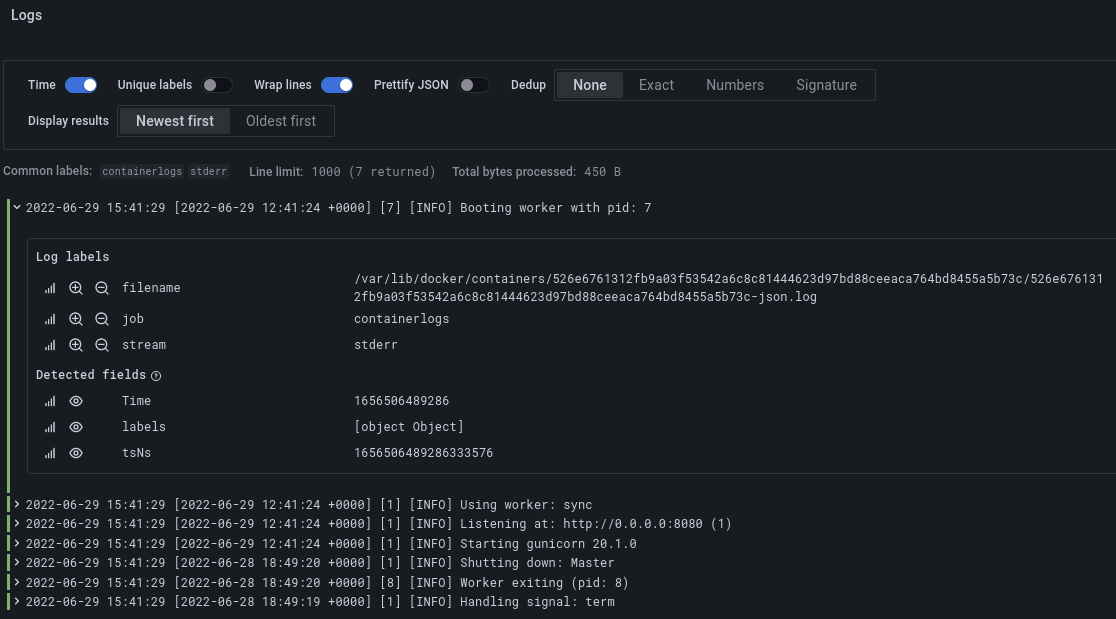 Logs
Time Unique labels Wrap lines Prettify JSON Dedup None Exact Numbers Signature
Display results Newest first Oldest first
Common labels: containerlogs stderr Line limit: 1000 (7 returned) Total bytes processed: 450 B
2022-06-29 15:41:29 [2022-06-29 12:41:24 +0000] [7] [INFO] Booting worker with pid: 7
Log labels
filename /var/lib/docker/containers/526e6761312fb9a03f53542a6c8c81444623d97bd88ceeaca764bd8455a5b73c/526e676131
2fb9a03f53542a6c8c81444623d97bd88ceeaca764bd8455a5b73c-json.log
job containerlogs
stream stderr
Detected fields
Time 1656506489286
labels [object Object]
tsNs 1656506489286333576
2022-06-29 15:41:29 [2022-06-29 12:41:24 +0000] [1] [INFO] Using worker: sync
2022-06-29 15:41:29 [2022-06-29 12:41:24 +0000] [1] [INFO] Listening at: http://0.0.0.0:8080 (1)
2022-06-29 15:41:29 [2022-06-29 12:41:24 +0000] [1] [INFO] Starting gunicorn 20.1.0
2022-06-29 15:41:29 [2022-06-28 18:49:20 +0000] [1] [INFO] Shutting down: Master
2022-06-29 15:41:29 [2022-06-28 18:49:20 +0000] [8] [INFO] Worker exiting (pid: 8)
2022-06-29 15:41:29 [2022-06-28 18:49:19 +0000] [1] [INFO] Handling signal: term